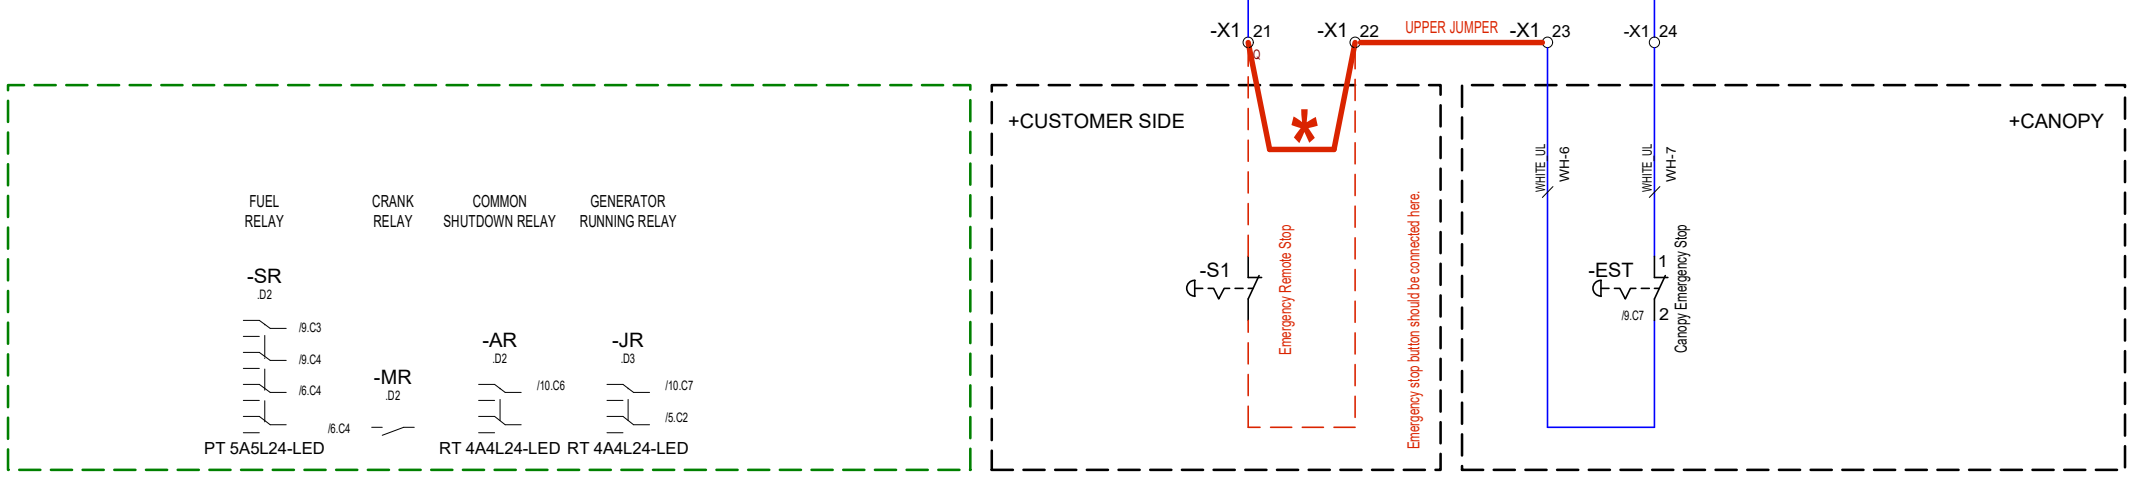 -X1 21
-X1 22
UPPER JUMPER
-X1 23
-X1 24
+CUSTOMER SIDE
*
+CANOPY
WHITE_UL
WH-6
WHITE_UL
WH-7
FUEL
RELAY
CRANK
RELAY
COMMON
SHUTDOWN RELAY
GENERATOR
RUNNING RELAY
-SR
.D2
/9.C3
/9.C4
/6.C4
PT 5A5L24-LED
-MR
.D2
/6.C4
-AR
.D2
/10.C6
RT 4A4L24-LED
-JR
.D3
/10.C7
/5.C2
RT 4A4L24-LED
-S1
Emergency Remote Stop
Emergency stop button should be connected here.
-EST
/9.C7
1
2
Canopy Emergency Stop